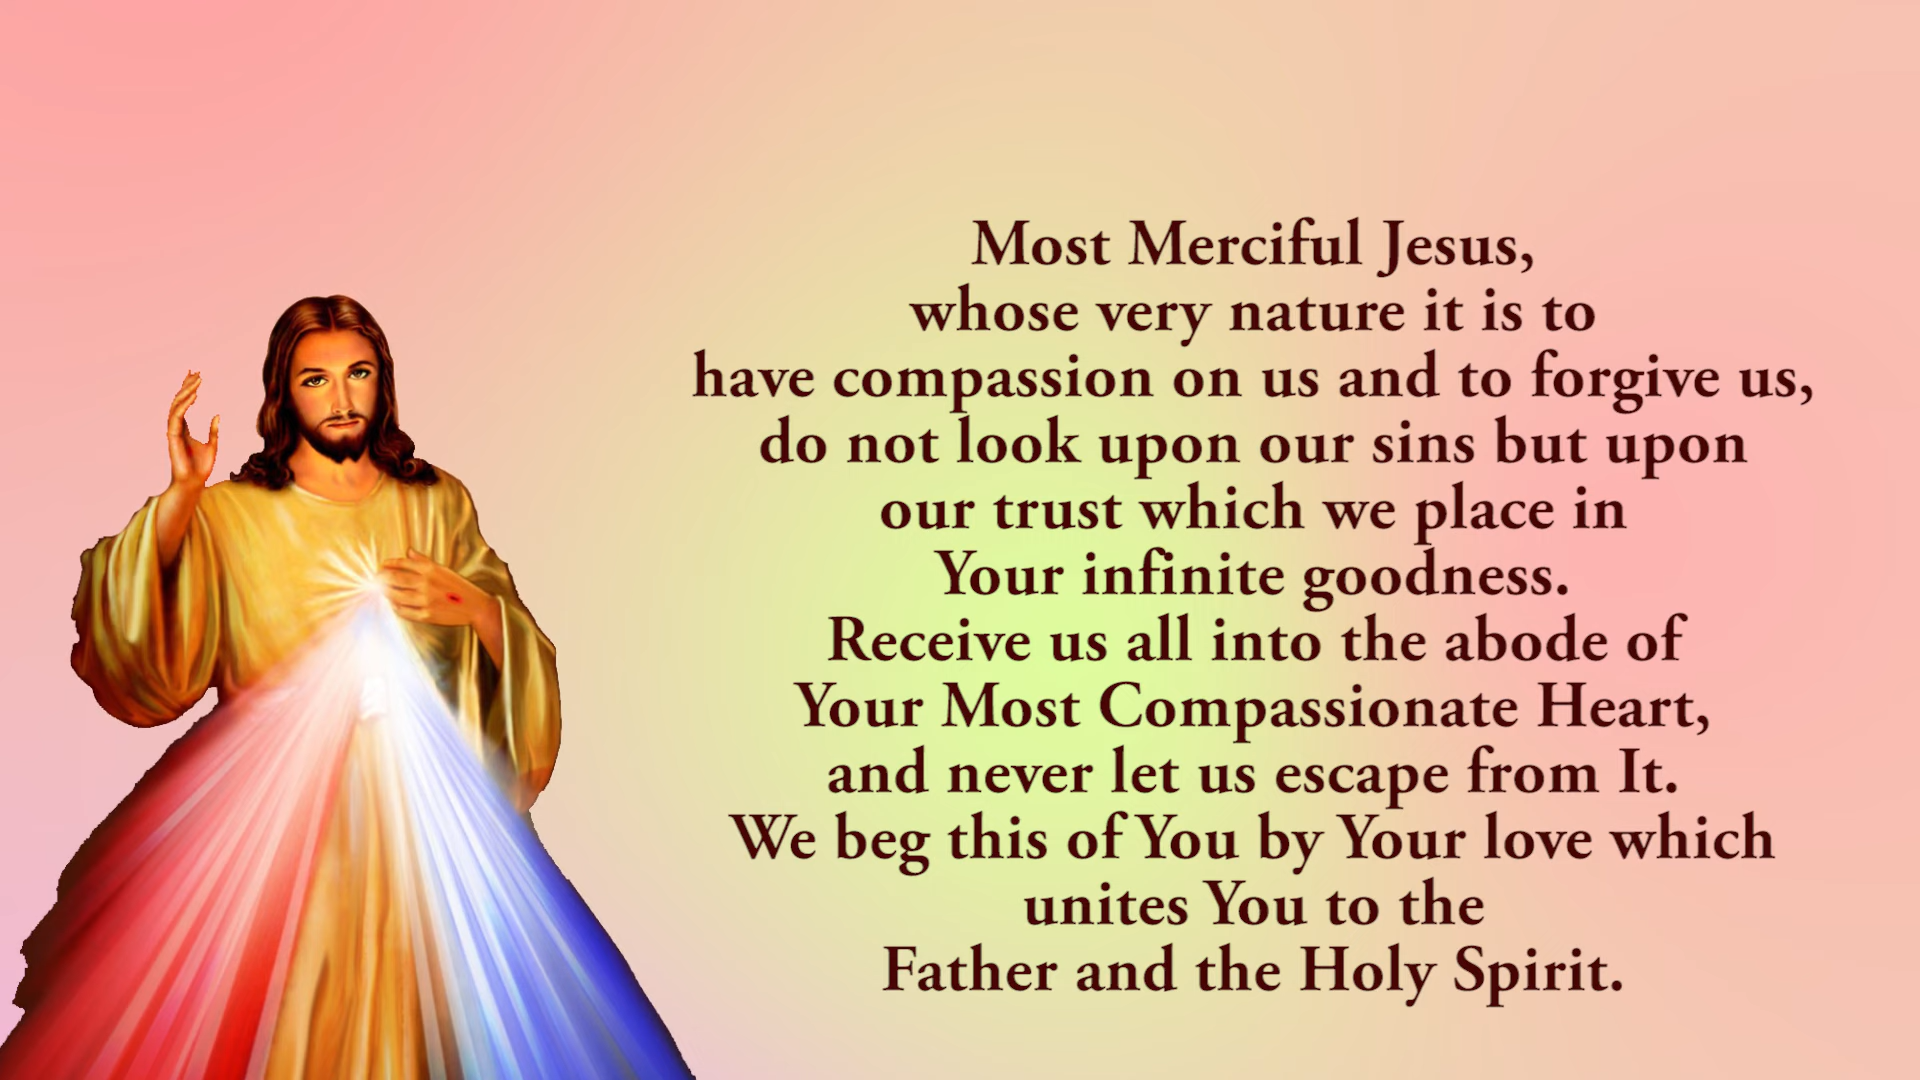 Most Merciful Jesus,
whose very nature it is to
have compassion on us and to forgive us,
do not look upon our sins but upon
our trust which we place in
Your infinite goodness.
Receive us all into the abode of
Your Most Compassionate Heart,
and never let us escape from It.
We beg this of You by Your love which
unites You to the
Father and the Holy Spirit.